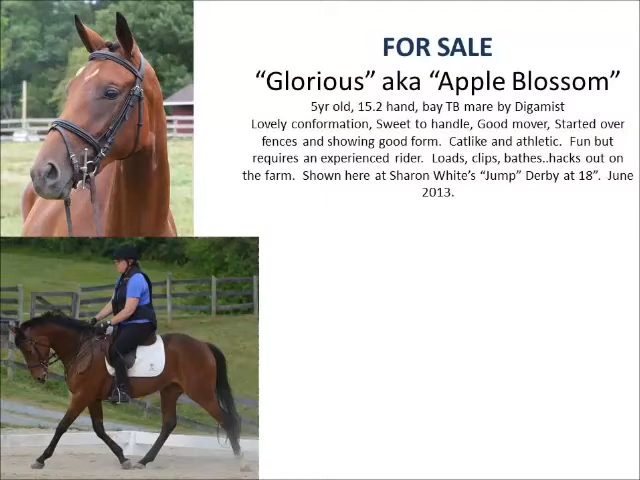 FOR SALE
“Glorious” aka “Apple Blossom”
5yr old, 15.2 hand, bay TB mare by Digamist
Lovely conformation, Sweet to handle, Good mover, Started over
fences and showing good form.  Catlike and athletic.  Fun but
requires an experienced rider.  Loads, clips, bathes..hacks out on
the farm.  Shown here at Sharon White’s “Jump” Derby at 18”.  June
2013.